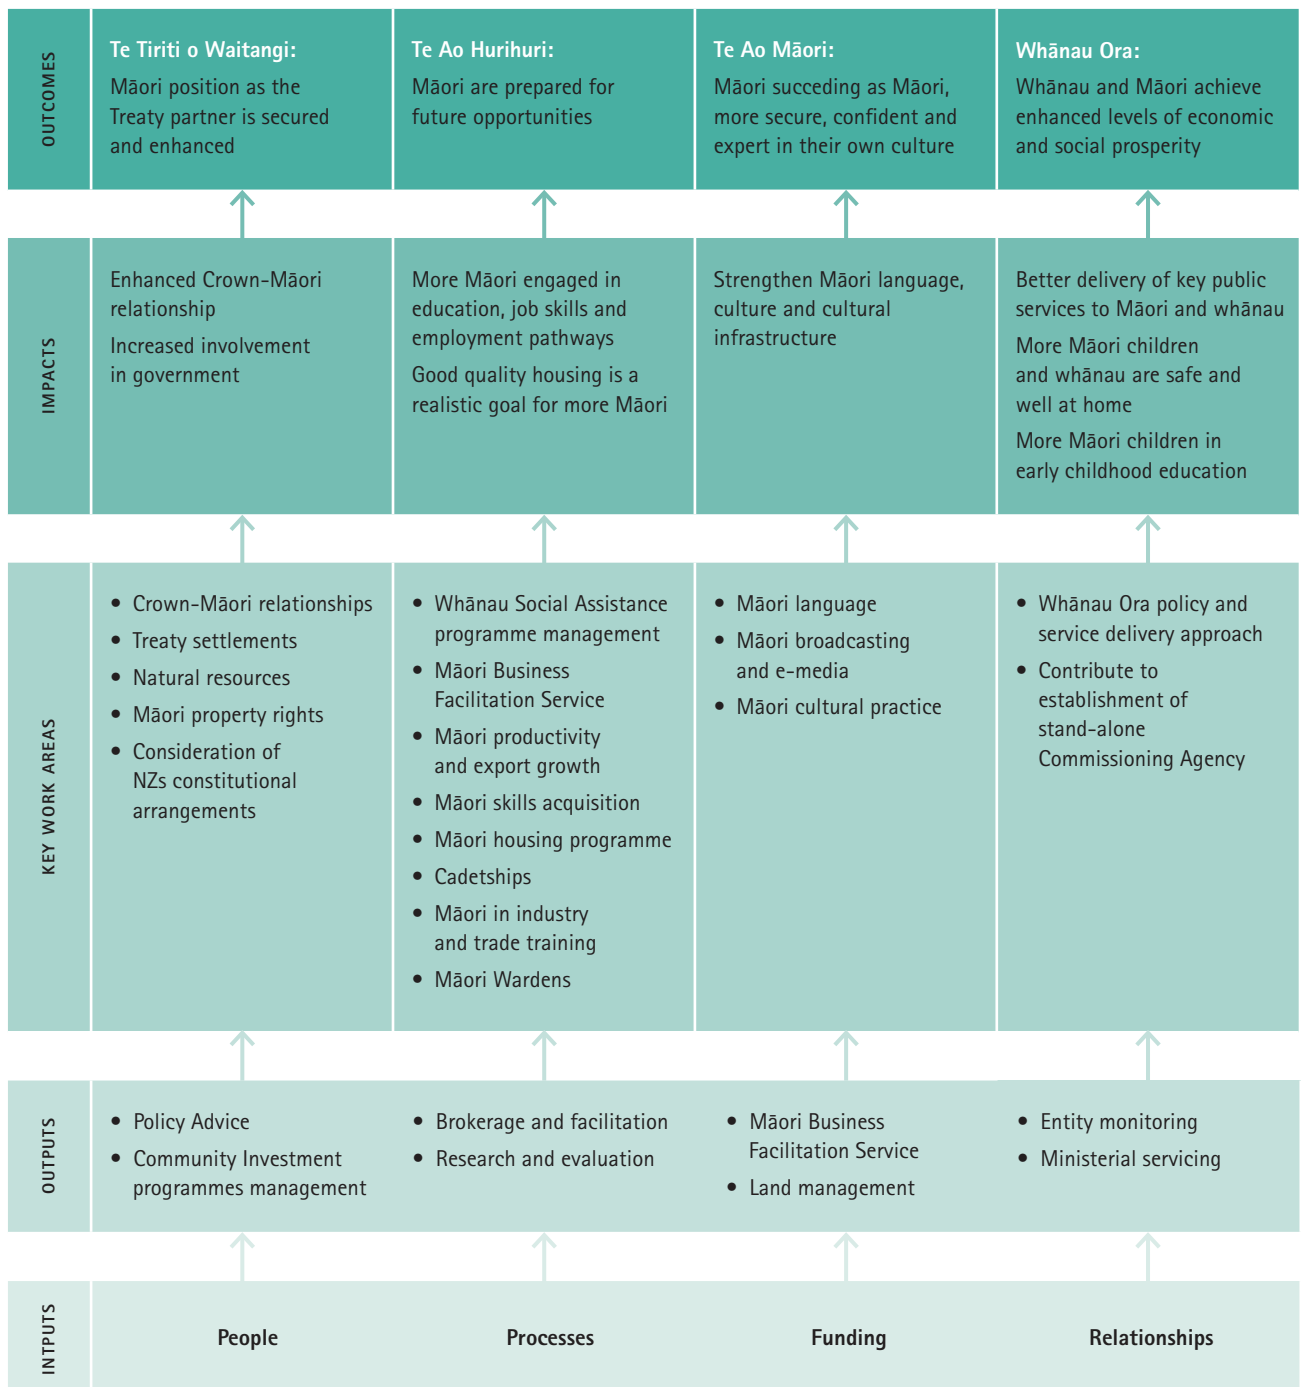 OUTCOMES
Te Tiriti o Waitangi:
Māori position as the
Treaty partner is secured
and enhanced
Te Ao Hurihuri:
Māori are prepared for
future opportunities
Te Ao Māori:
Māori succeding as Māori,
more secure, confident and
expert in their own culture
Whānau Ora:
Whānau and Māori achieve
enhanced levels of economic
and social prosperity
IMPACTS
Enhanced Crown-Māori
relationship
Increased involvement
in government
More Māori engaged in
education, job skills and
employment pathways
Good quality housing is a
realistic goal for more Māori
Strengthen Māori language,
culture and cultural
infrastructure
Better delivery of key public
services to Māori and whānau
More Māori children
and whānau are safe and
well at home
More Māori children in
early childhood education
KEY WORK AREAS
• Crown-Māori relationships
• Treaty settlements
• Natural resources
• Māori property rights
• Consideration of
NZs constitutional
arrangements
• Whānau Social Assistance
programme management
• Māori Business
Facilitation Service
• Māori productivity
and export growth
• Māori skills acquisition
• Māori housing programme
• Cadetships
• Māori in industry
and trade training
• Māori Wardens
• Māori language
• Māori broadcasting
and e-media
• Māori cultural practice
• Whānau Ora policy and
service delivery approach
• Contribute to
establishment of
stand-alone
Commissioning Agency
OUTPUTS
• Policy Advice
• Community Investment
programmes management
• Brokerage and facilitation
• Research and evaluation
• Māori Business
Facilitation Service
• Land management
• Entity monitoring
• Ministerial servicing
INTPUTS
People
Processes
Funding
Relationships